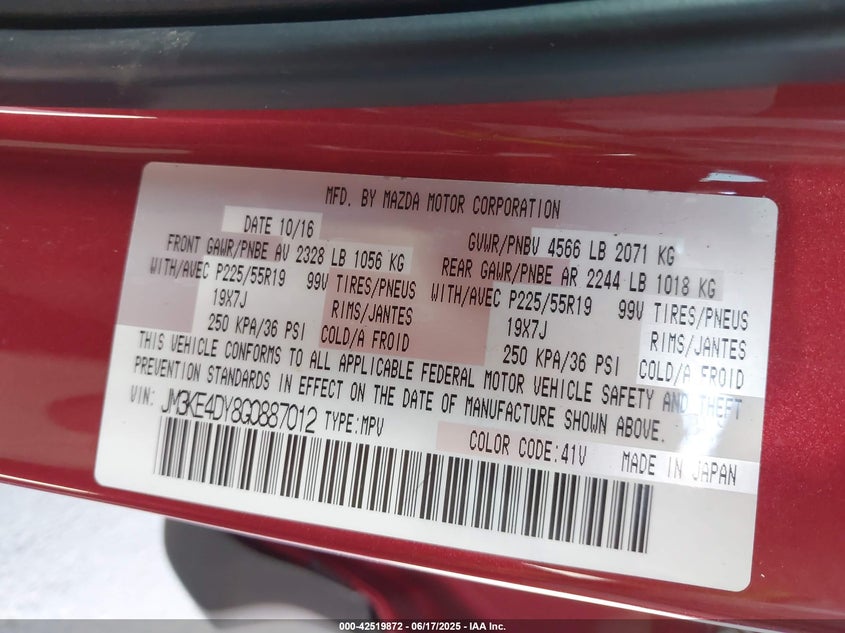 MFD. BY MAZDA MOTOR CORPORATION
DATE 10/16
GVWR/PNBV 4566 LB 2071 KG
FRONT GAWR/PNBE AV 2328 LB 1056 KG
REAR GAWR/PNBE AR 2244 LB 1018 KG
WITH/AVEC P225/55R19 99V TIRES/PNEUS
19X7J RIMS/JANTES
250 KPA/36 PSI COLD/A FROID
WITH/AVEC P225/55R19 99V TIRES/PNEUS
19X7J RIMS/JANTES
250 KPA/36 PSI COLD/A FROID
THIS VEHICLE CONFORMS TO ALL APPLICABLE FEDERAL MOTOR VEHICLE SAFETY AND THEFT
PREVENTION STANDARDS IN EFFECT ON THE DATE OF MANUFACTURE SHOWN ABOVE.
VIN: JM3KE4DY8G0887012 TYPE:MPV
COLOR CODE:41V MADE IN JAPAN
000-42519872 - 06/17/2025 - IAA Inc.